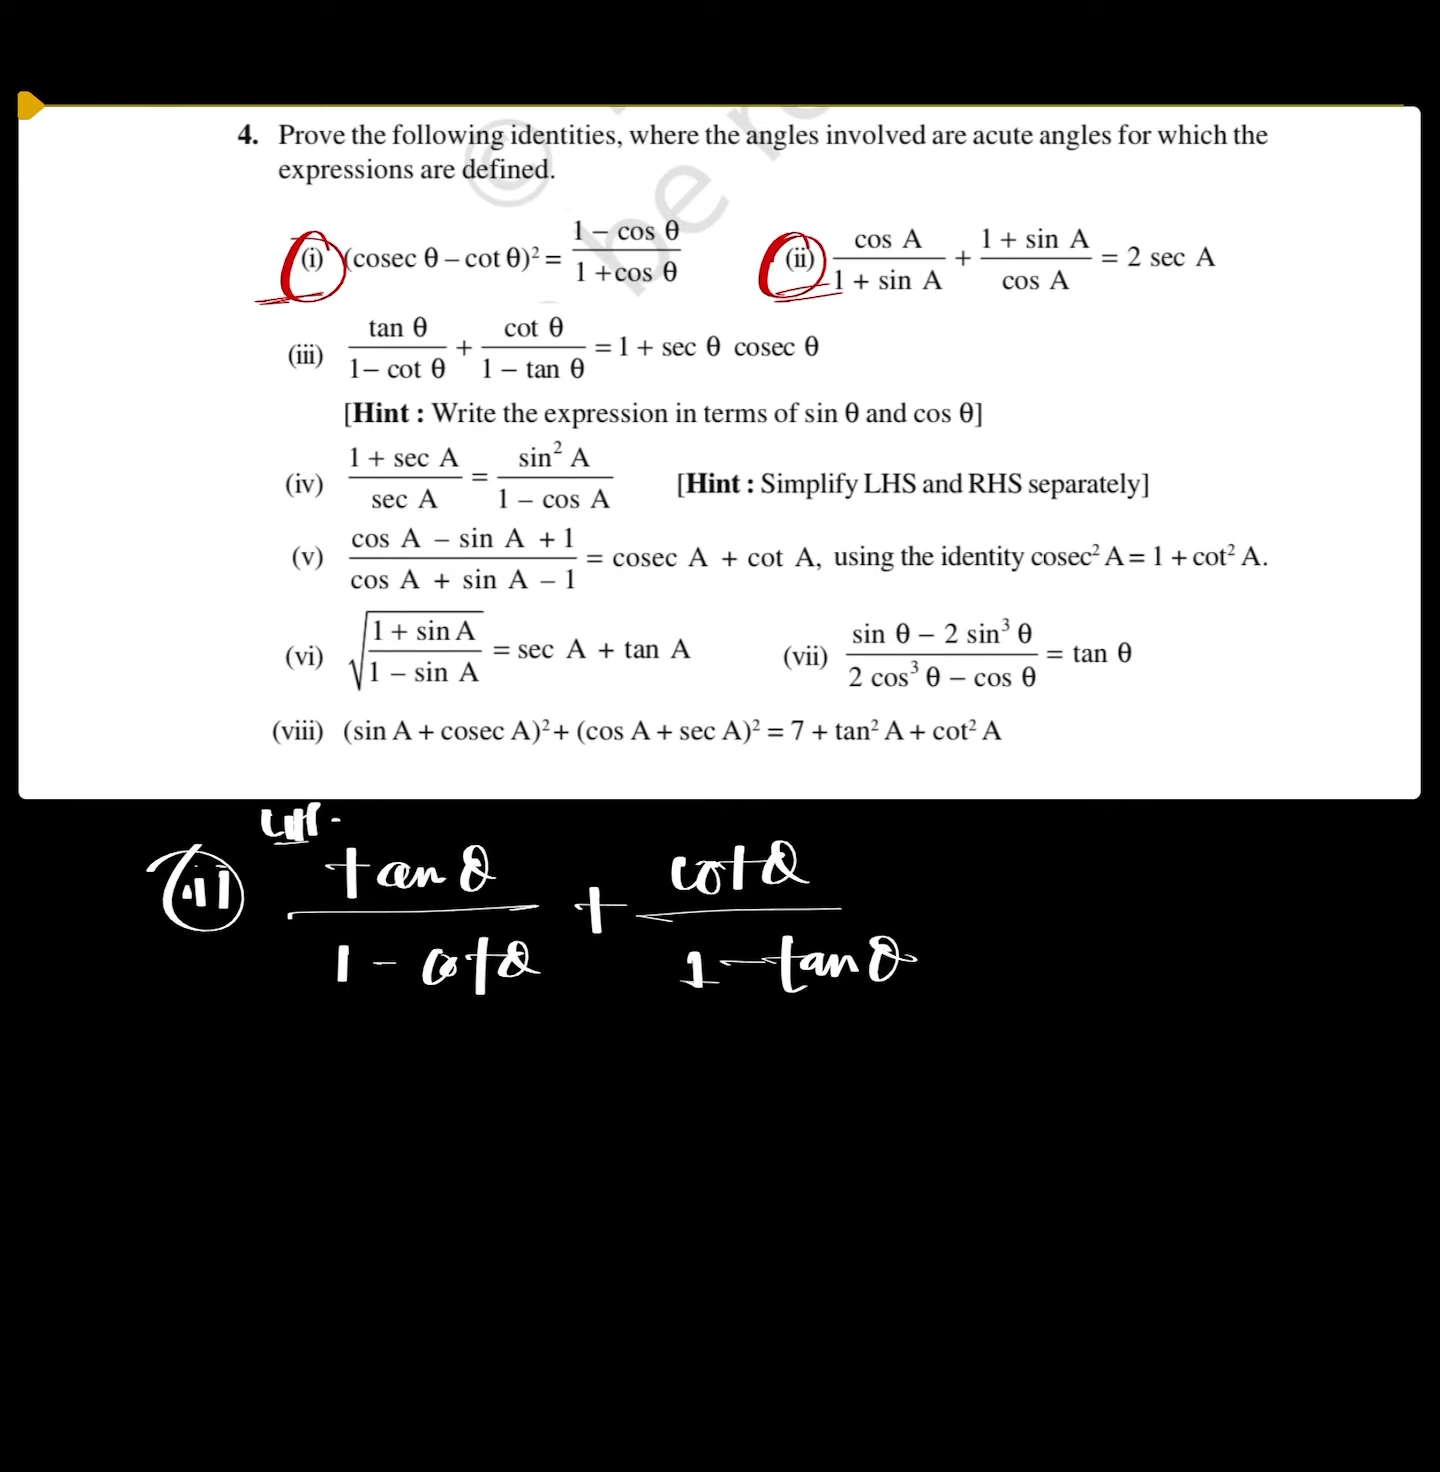 4. Prove the following identities, where the angles involved are acute angles for which the
expressions are defined.
(i) (cosec θ – cot θ)² = (1 – cos θ)/(1 + cos θ) (ii) cos A/(1 + sin A) + (1 + sin A)/cos A = 2 sec A
(iii) tan θ/(1 – cot θ) + cot θ/(1 – tan θ) = 1 + sec θ cosec θ
[Hint : Write the expression in terms of sin θ and cos θ]
(iv) (1 + sec A)/sec A = sin² A/(1 – cos A) [Hint : Simplify LHS and RHS separately]
(v) (cos A – sin A + 1)/(cos A + sin A – 1) = cosec A + cot A, using the identity cosec² A = 1 + cot² A.
(vi) √((1 + sin A)/(1 – sin A)) = sec A + tan A (vii) (sin θ – 2 sin³ θ)/(2 cos³ θ – cos θ) = tan θ
(viii) (sin A + cosec A)² + (cos A + sec A)² = 7 + tan² A + cot² A
(iii) tan θ/(1 - cot θ) + cot θ/(1 - tan θ)